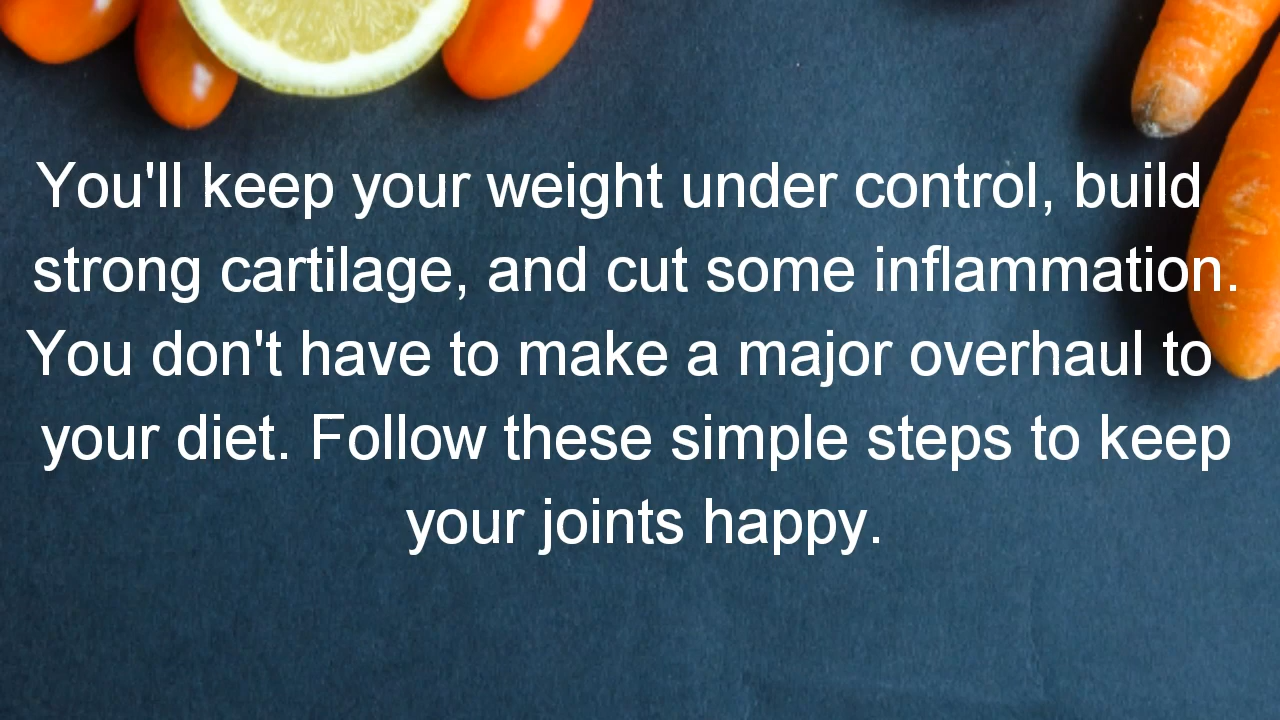 You'll keep your weight under control, build
strong cartilage, and cut some inflammation.
You don't have to make a major overhaul to
your diet. Follow these simple steps to keep
your joints happy.